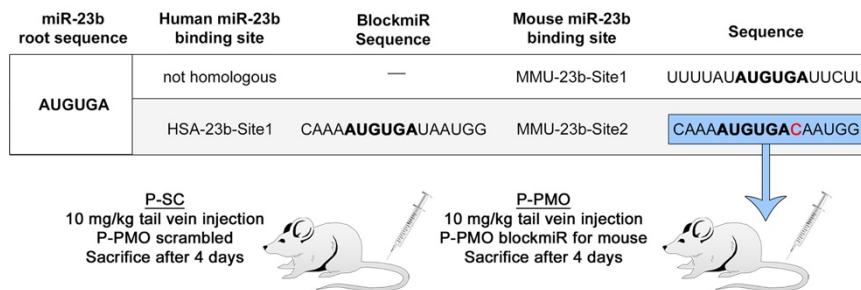 miR-23b root sequence Human miR-23b binding site BlockmiR Sequence Mouse miR-23b binding site Sequence
AUGUGA
not homologous — MMU-23b-Site1 UUUUAUAUGUGAUUCUU
HSA-23b-Site1 CAAAAUGUGAUAAUGG MMU-23b-Site2 CAAAAUGUGACAAUGG
P-SC
10 mg/kg tail vein injection
P-PMO scrambled
Sacrifice after 4 days
P-PMO
10 mg/kg tail vein injection
P-PMO blockmiR for mouse
Sacrifice after 4 days